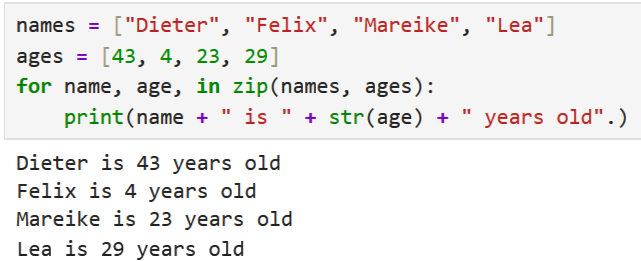 names = ["Dieter", "Felix", "Mareike", "Lea"]
ages = [43, 4, 23, 29]
for name, age, in zip(names, ages):
    print(name + " is " + str(age) + " years old".)
Dieter is 43 years old
Felix is 4 years old
Mareike is 23 years old
Lea is 29 years old